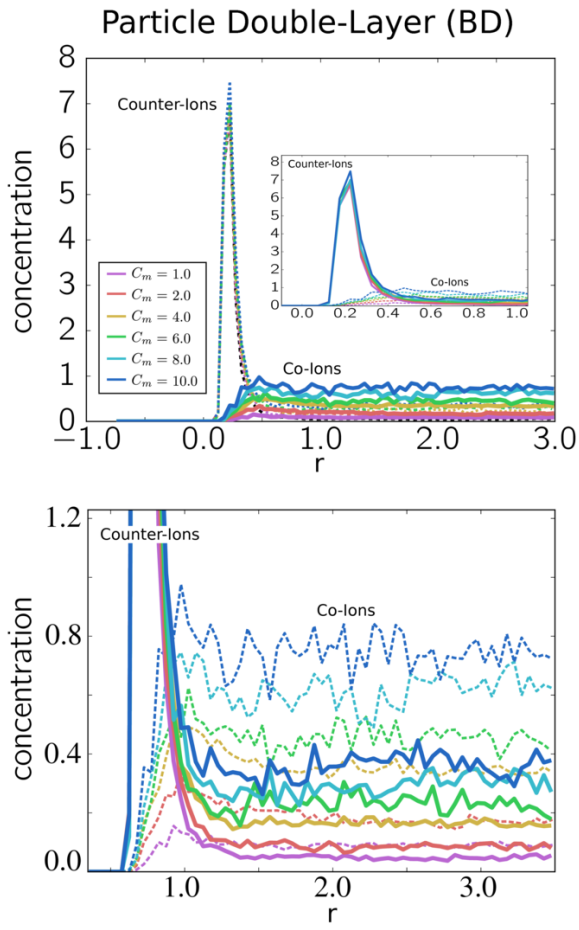 Particle Double-Layer (BD)
8
7
6
5
4
3
2
1
0
concentration
Counter-Ions
Counter-Ions
8
7
6
5
4
3
2
1
0
Co-Ions
0.0 0.2 0.4 0.6 0.8 1.0
C_m = 1.0
C_m = 2.0
C_m = 4.0
C_m = 6.0
C_m = 8.0
C_m = 10.0
Co-Ions
−1.0 0.0 1.0 2.0 3.0
r
1.2
0.8
0.4
0.0
concentration
Counter-Ions
Co-Ions
1.0 2.0 3.0
r